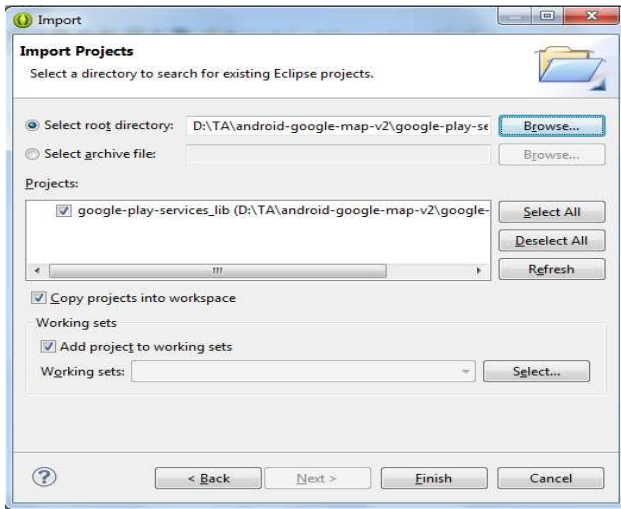 Import
Import Projects
Select a directory to search for existing Eclipse projects.
Select root directory: D:\TA\android-google-map-v2\google-play-se Browse...
Select archive file: Browse...
Projects:
google-play-services_lib (D:\TA\android-google-map-v2\google- Select All
Deselect All
Refresh
Copy projects into workspace
Working sets
Add project to working sets
Working sets: Select...
? < Back Next > Finish Cancel